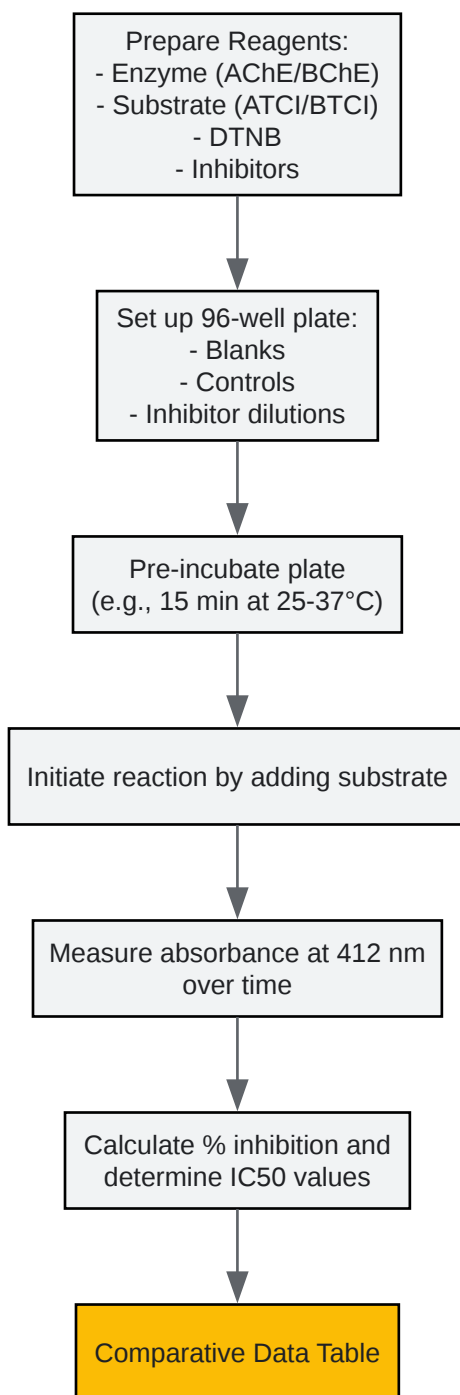 Prepare Reagents:
- Enzyme (AChE/BChE)
- Substrate (ATCI/BTCI)
- DTNB
- Inhibitors
Set up 96-well plate:
- Blanks
- Controls
- Inhibitor dilutions
Pre-incubate plate
(e.g., 15 min at 25-37°C)
Initiate reaction by adding substrate
Measure absorbance at 412 nm
over time
Calculate % inhibition and
determine IC50 values
Comparative Data Table